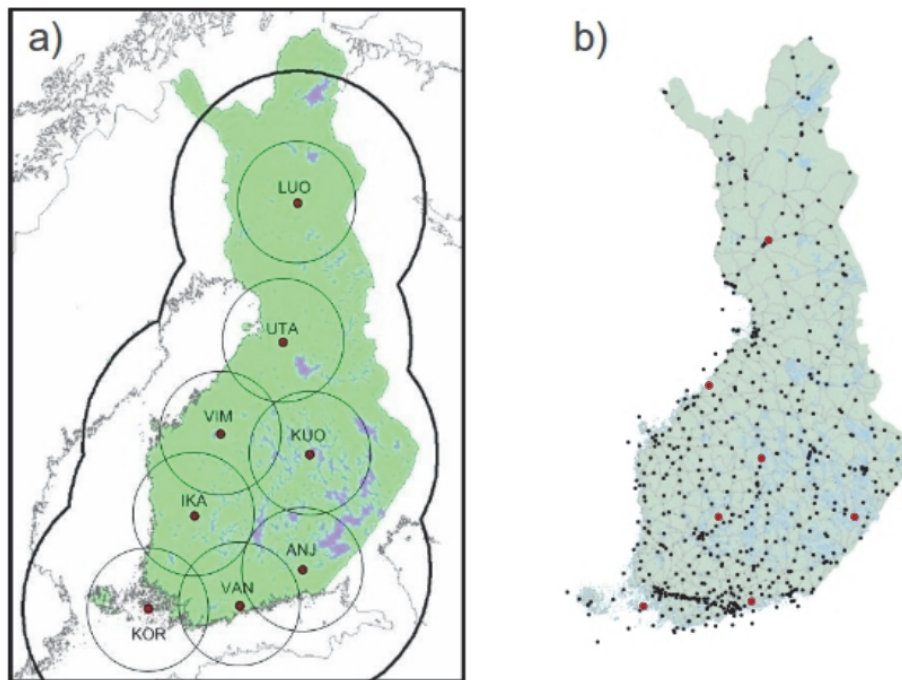 a)
b)
LUO
UTA
VIM
KUO
IKA
ANJ
VAN
KOR